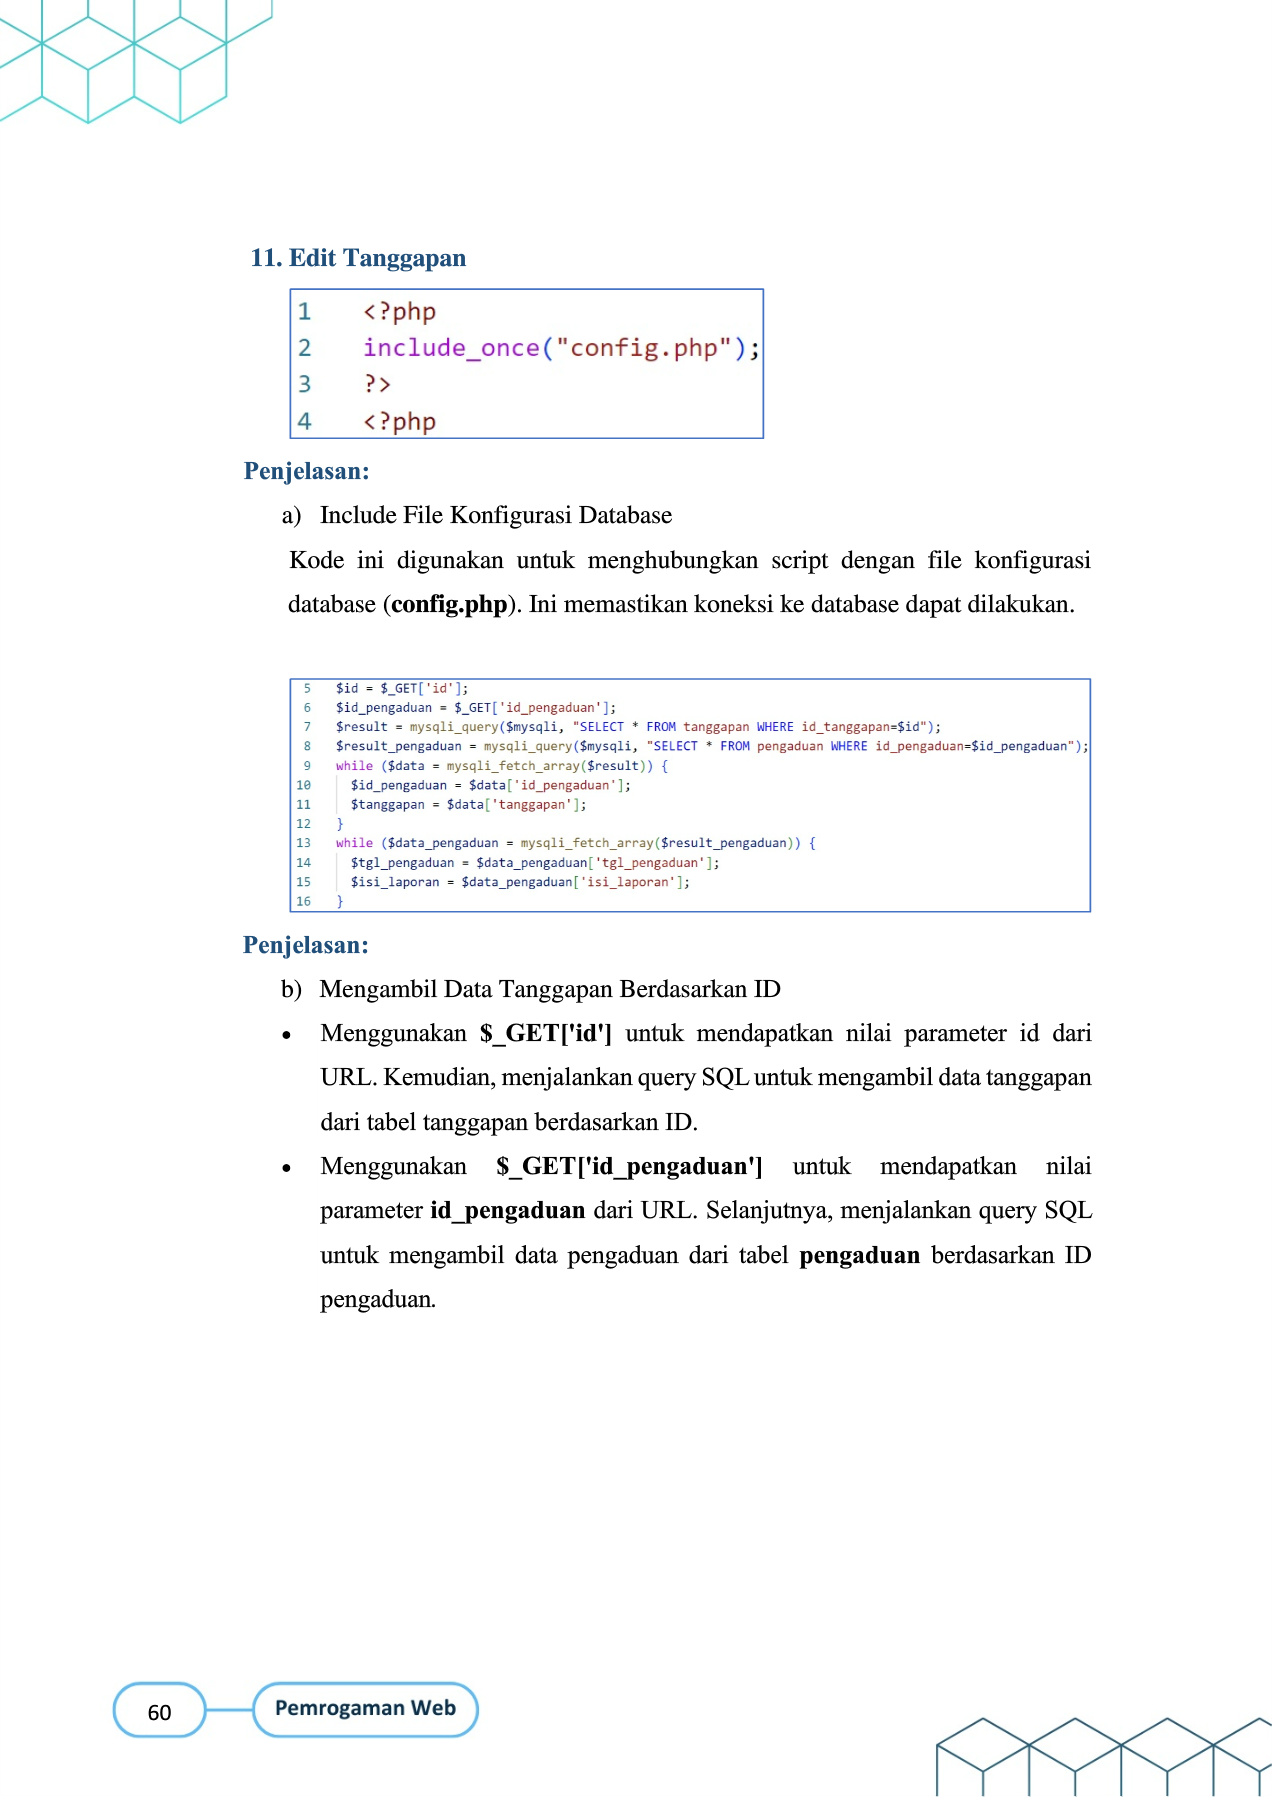 11. Edit Tanggapan
1 <?php
2 include_once("config.php");
3 ?>
4 <?php
Penjelasan:
a) Include File Konfigurasi Database
Kode ini digunakan untuk menghubungkan script dengan file konfigurasi
database (config.php). Ini memastikan koneksi ke database dapat dilakukan.
5 $id = $_GET['id'];
6 $id_pengaduan = $_GET['id_pengaduan'];
7 $result = mysqli_query($mysqli, "SELECT * FROM tanggapan WHERE id_tanggapan=$id");
8 $result_pengaduan = mysqli_query($mysqli, "SELECT * FROM pengaduan WHERE id_pengaduan=$id_pengaduan");
9 while ($data = mysqli_fetch_array($result)) {
10 $id_pengaduan = $data['id_pengaduan'];
11 $tanggapan = $data['tanggapan'];
12 }
13 while ($data_pengaduan = mysqli_fetch_array($result_pengaduan)) {
14 $tgl_pengaduan = $data_pengaduan['tgl_pengaduan'];
15 $isi_laporan = $data_pengaduan['isi_laporan'];
16 }
Penjelasan:
b) Mengambil Data Tanggapan Berdasarkan ID
• Menggunakan $_GET['id'] untuk mendapatkan nilai parameter id dari
URL. Kemudian, menjalankan query SQL untuk mengambil data tanggapan
dari tabel tanggapan berdasarkan ID.
• Menggunakan $_GET['id_pengaduan'] untuk mendapatkan nilai
parameter id_pengaduan dari URL. Selanjutnya, menjalankan query SQL
untuk mengambil data pengaduan dari tabel pengaduan berdasarkan ID
pengaduan.
60 Pemrogaman Web